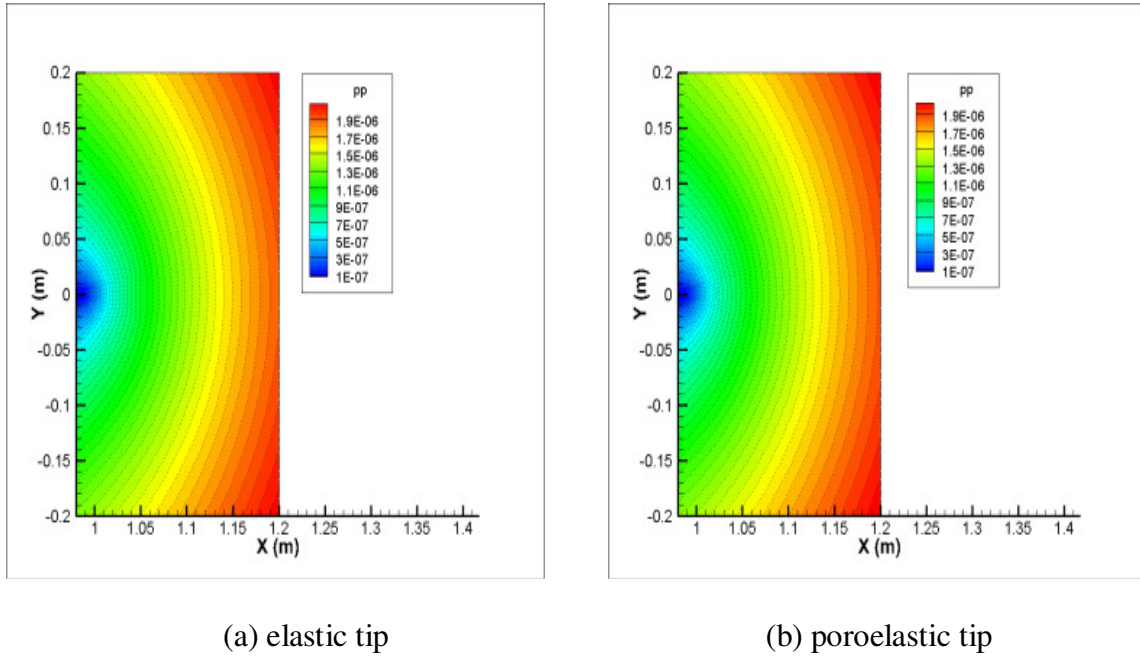 pp
1.9E-06
1.7E-06
1.5E-06
1.3E-06
1.1E-06
9E-07
7E-07
5E-07
3E-07
1E-07
0.2
0.15
0.1
0.05
0
-0.05
-0.1
-0.15
-0.2
Y (m)
1 1.05 1.1 1.15 1.2 1.25 1.3 1.35 1.4
X (m)
(a) elastic tip
pp
1.9E-06
1.7E-06
1.5E-06
1.3E-06
1.1E-06
9E-07
7E-07
5E-07
3E-07
1E-07
0.2
0.15
0.1
0.05
0
-0.05
-0.1
-0.15
-0.2
Y (m)
1 1.05 1.1 1.15 1.2 1.25 1.3 1.35 1.4
X (m)
(b) poroelastic tip